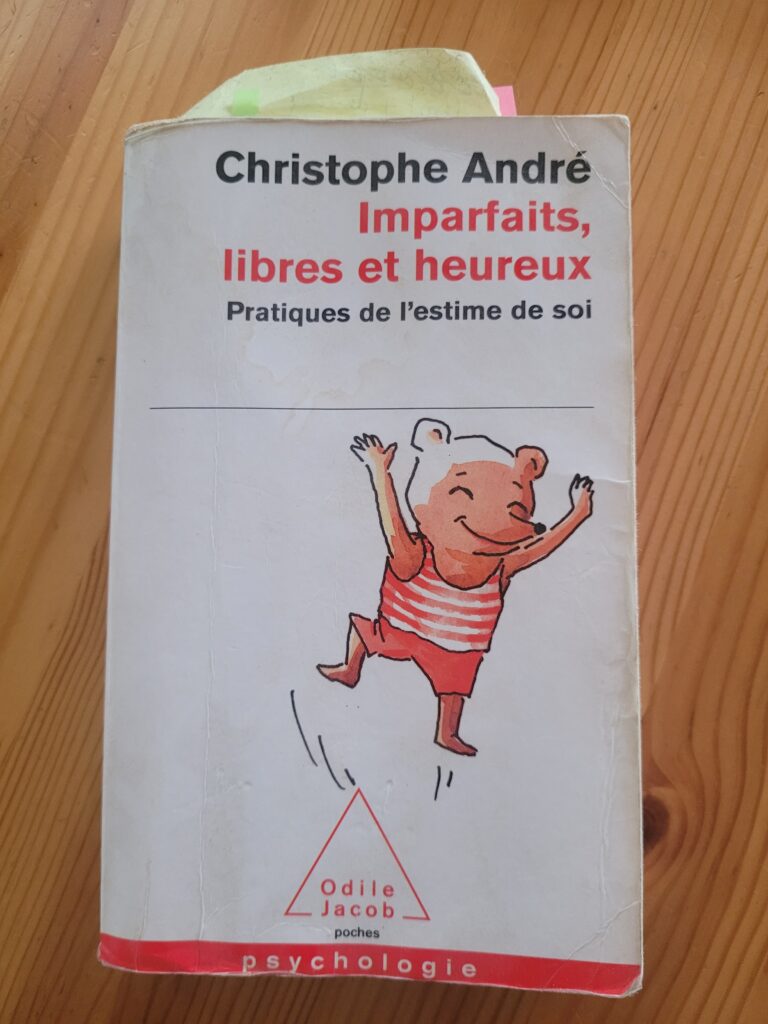 Christophe André
Imparfaits,
libres et heureux
Pratiques de l'estime de soi
Odile
Jacob
poches
psychologie